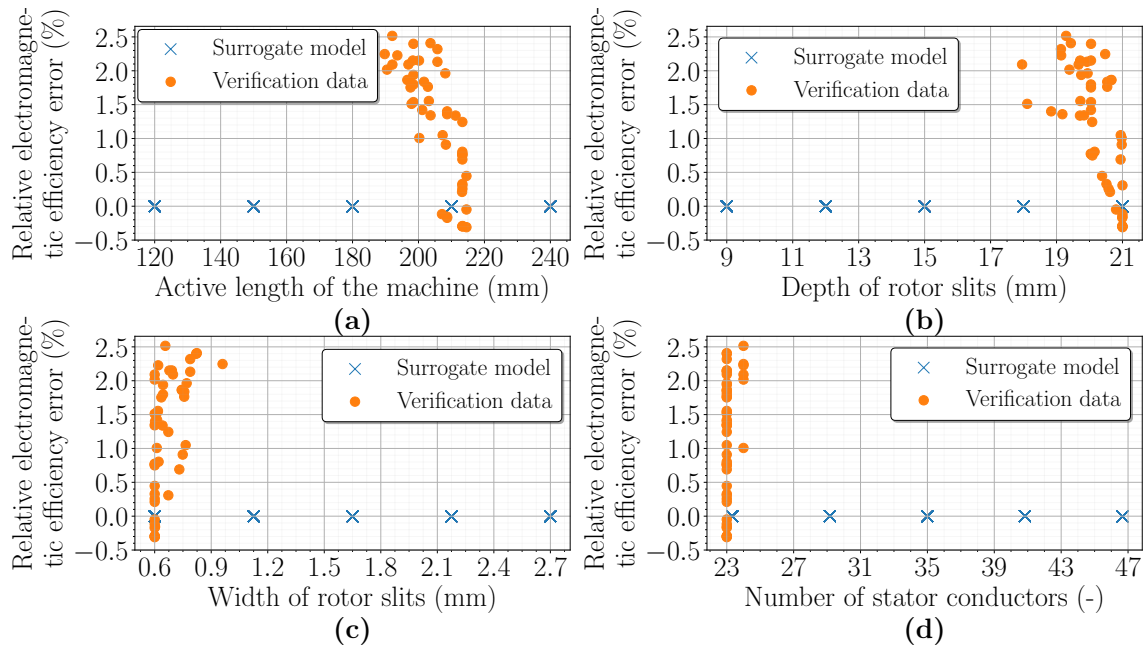 Relative electromagne-
tic efficiency error (%)
2.5
2.0
1.5
1.0
0.5
0.0
−0.5
Surrogate model
Verification data
120 140 160 180 200 220 240
Active length of the machine (mm)
(a)
Relative electromagne-
tic efficiency error (%)
2.5
2.0
1.5
1.0
0.5
0.0
−0.5
Surrogate model
Verification data
9 11 13 15 17 19 21
Depth of rotor slits (mm)
(b)
Relative electromagne-
tic efficiency error (%)
2.5
2.0
1.5
1.0
0.5
0.0
−0.5
Surrogate model
Verification data
0.6 0.9 1.2 1.5 1.8 2.1 2.4 2.7
Width of rotor slits (mm)
(c)
Relative electromagne-
tic efficiency error (%)
2.5
2.0
1.5
1.0
0.5
0.0
−0.5
Surrogate model
Verification data
23 27 31 35 39 43 47
Number of stator conductors (-)
(d)